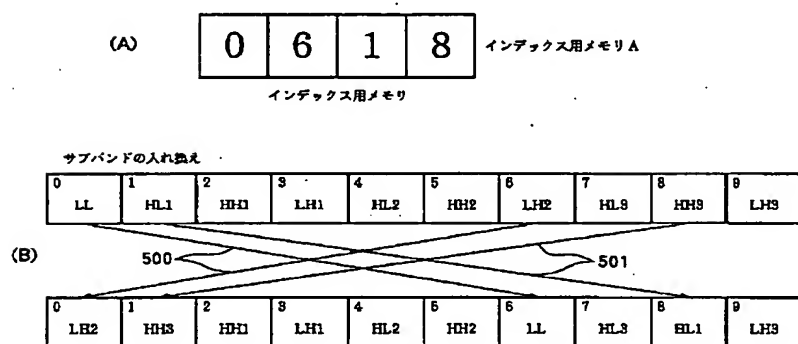 (A)
0 6 1 8
インデックス用メモリA
インデックス用メモリ
サブバンドの入れ換え
0 1 2 3 4 5 6 7 8 9
LL HL1 HH1 LH1 HL2 HH2 LH2 HL3 HH3 LH3
(B)
500 501
0 1 2 3 4 5 6 7 8 9
LH2 HH3 HH1 LH1 HL2 HH2 LL HL3 HL1 LH3